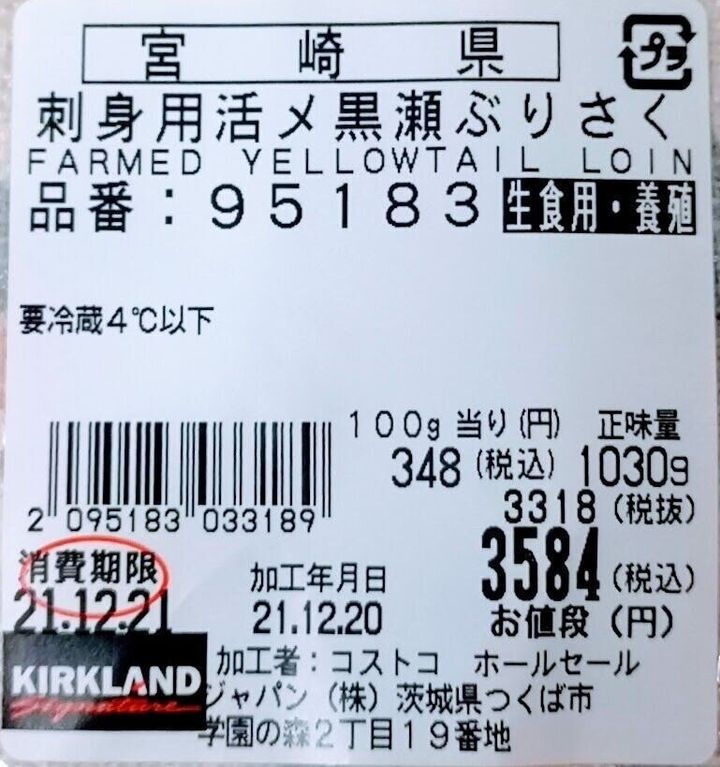 宮崎県
プラ
刺身用活〆黒瀬ぶりさく
FARMED YELLOWTAIL LOIN
品番：95183 生食用・養殖
要冷蔵4℃以下
100g当り(円) 正味量
348(税込) 1030g
3318(税抜)
2 095183 033189
3584(税込)
消費期限 加工年月日
21.12.21 21.12.20 お値段(円)
KIRKLAND
Signature
加工者：コストコ ホールセール
ジャパン(株)茨城県つくば市
学園の森2丁目19番地